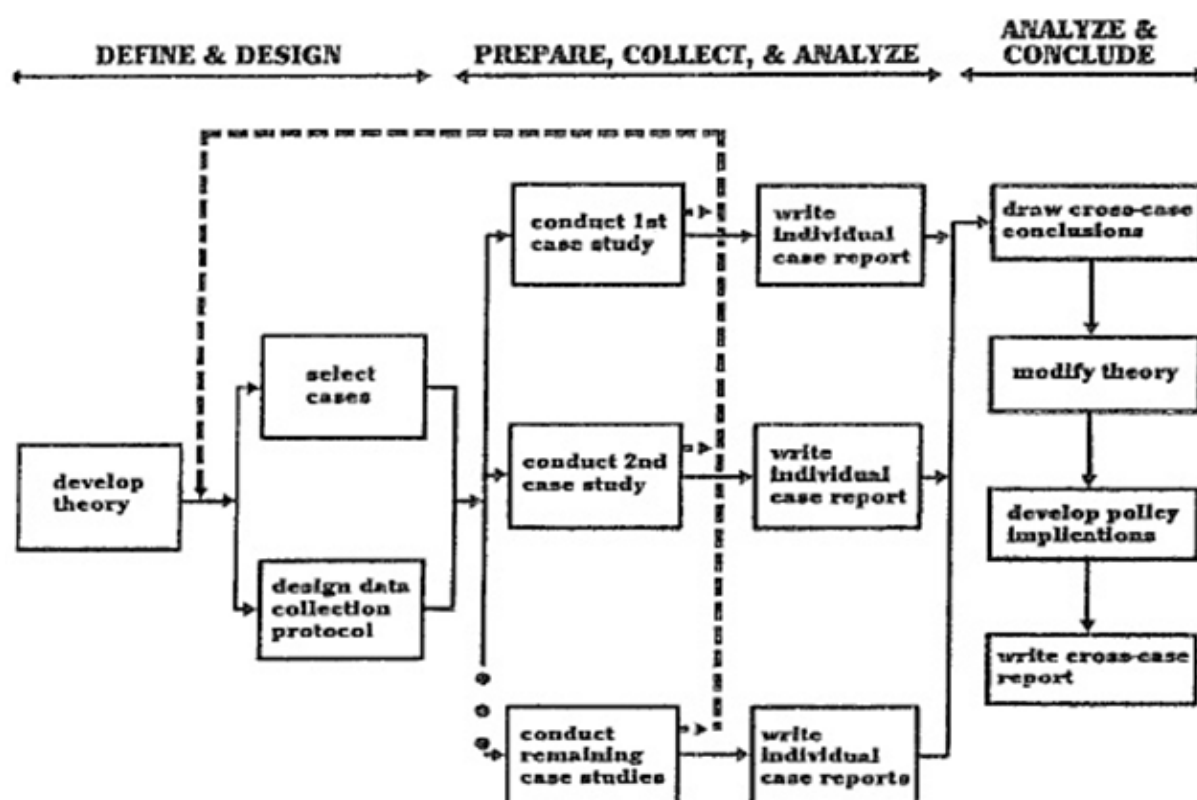 DEFINE & DESIGN
PREPARE, COLLECT, & ANALYZE
ANALYZE &
CONCLUDE
develop
theory
select
cases
design data
collection
protocol
conduct 1st
case study
conduct 2nd
case study
conduct
remaining
case studies
write
individual
case report
write
individual
case report
write
individual
case reports
draw cross-case
conclusions
modify theory
develop policy
implications
write cross-case
report